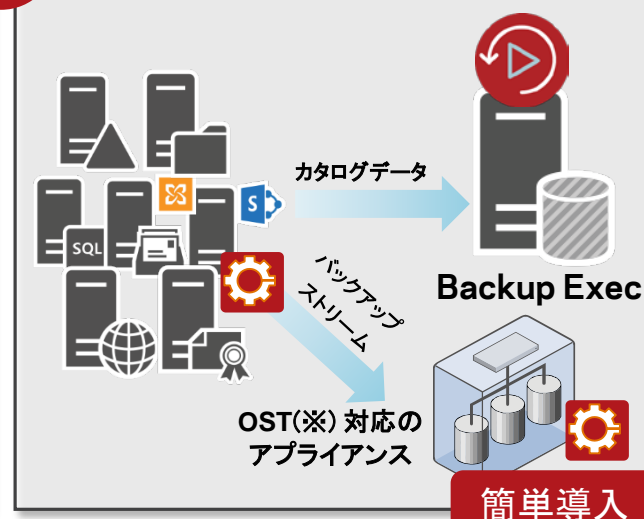 カタログデータ
S
SQL
バックアップ
ストリーム
Backup Exec
OST(※) 対応の
アプライアンス
簡単導入